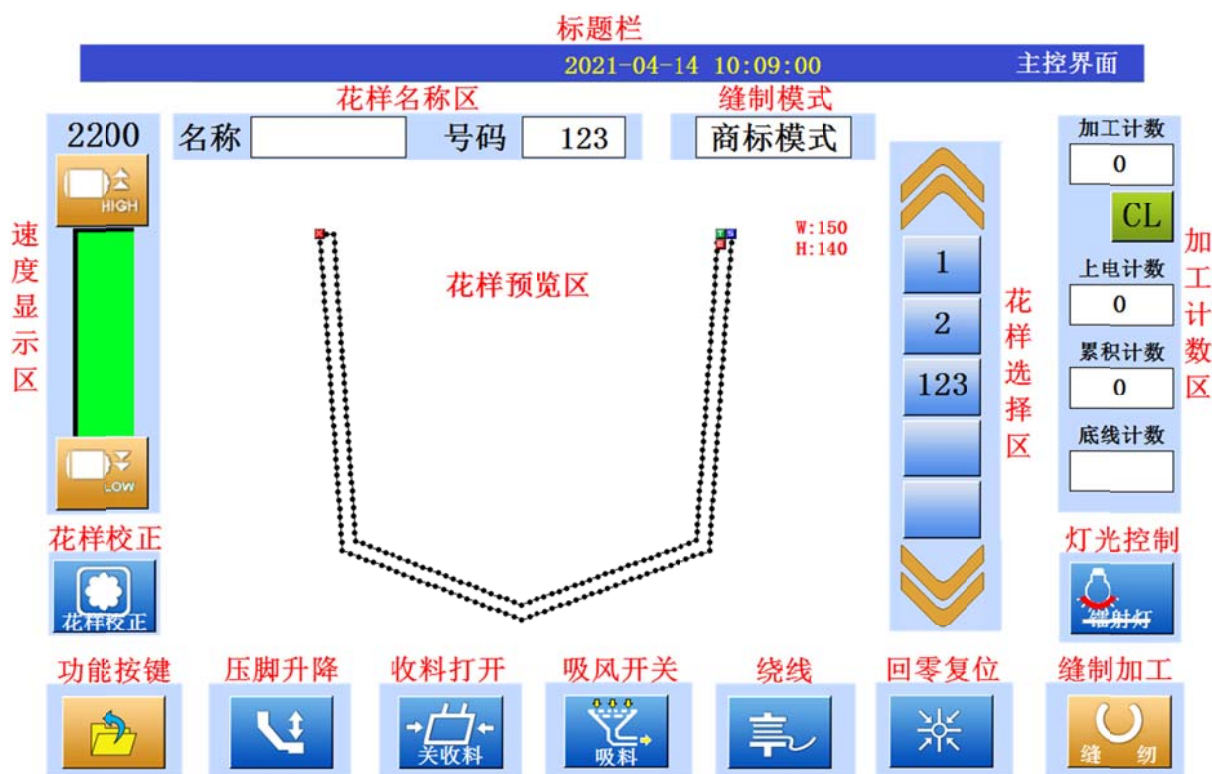 标题栏
2021-04-14 10:09:00
主控界面
花样名称区
缝制模式
2200
名称
号码
123
商标模式
加工计数
0
HIGH
CL
W:150
H:140
速度显示区
花样预览区
1
2
123
花样选择区
上电计数
0
累积计数
0
底线计数
加工计数区
LOW
花样校正
花样校正
灯光控制
镭射灯
功能按键
压脚升降
收料打开
吸风开关
绕线
回零复位
缝制加工
关收料
吸料
缝 纫